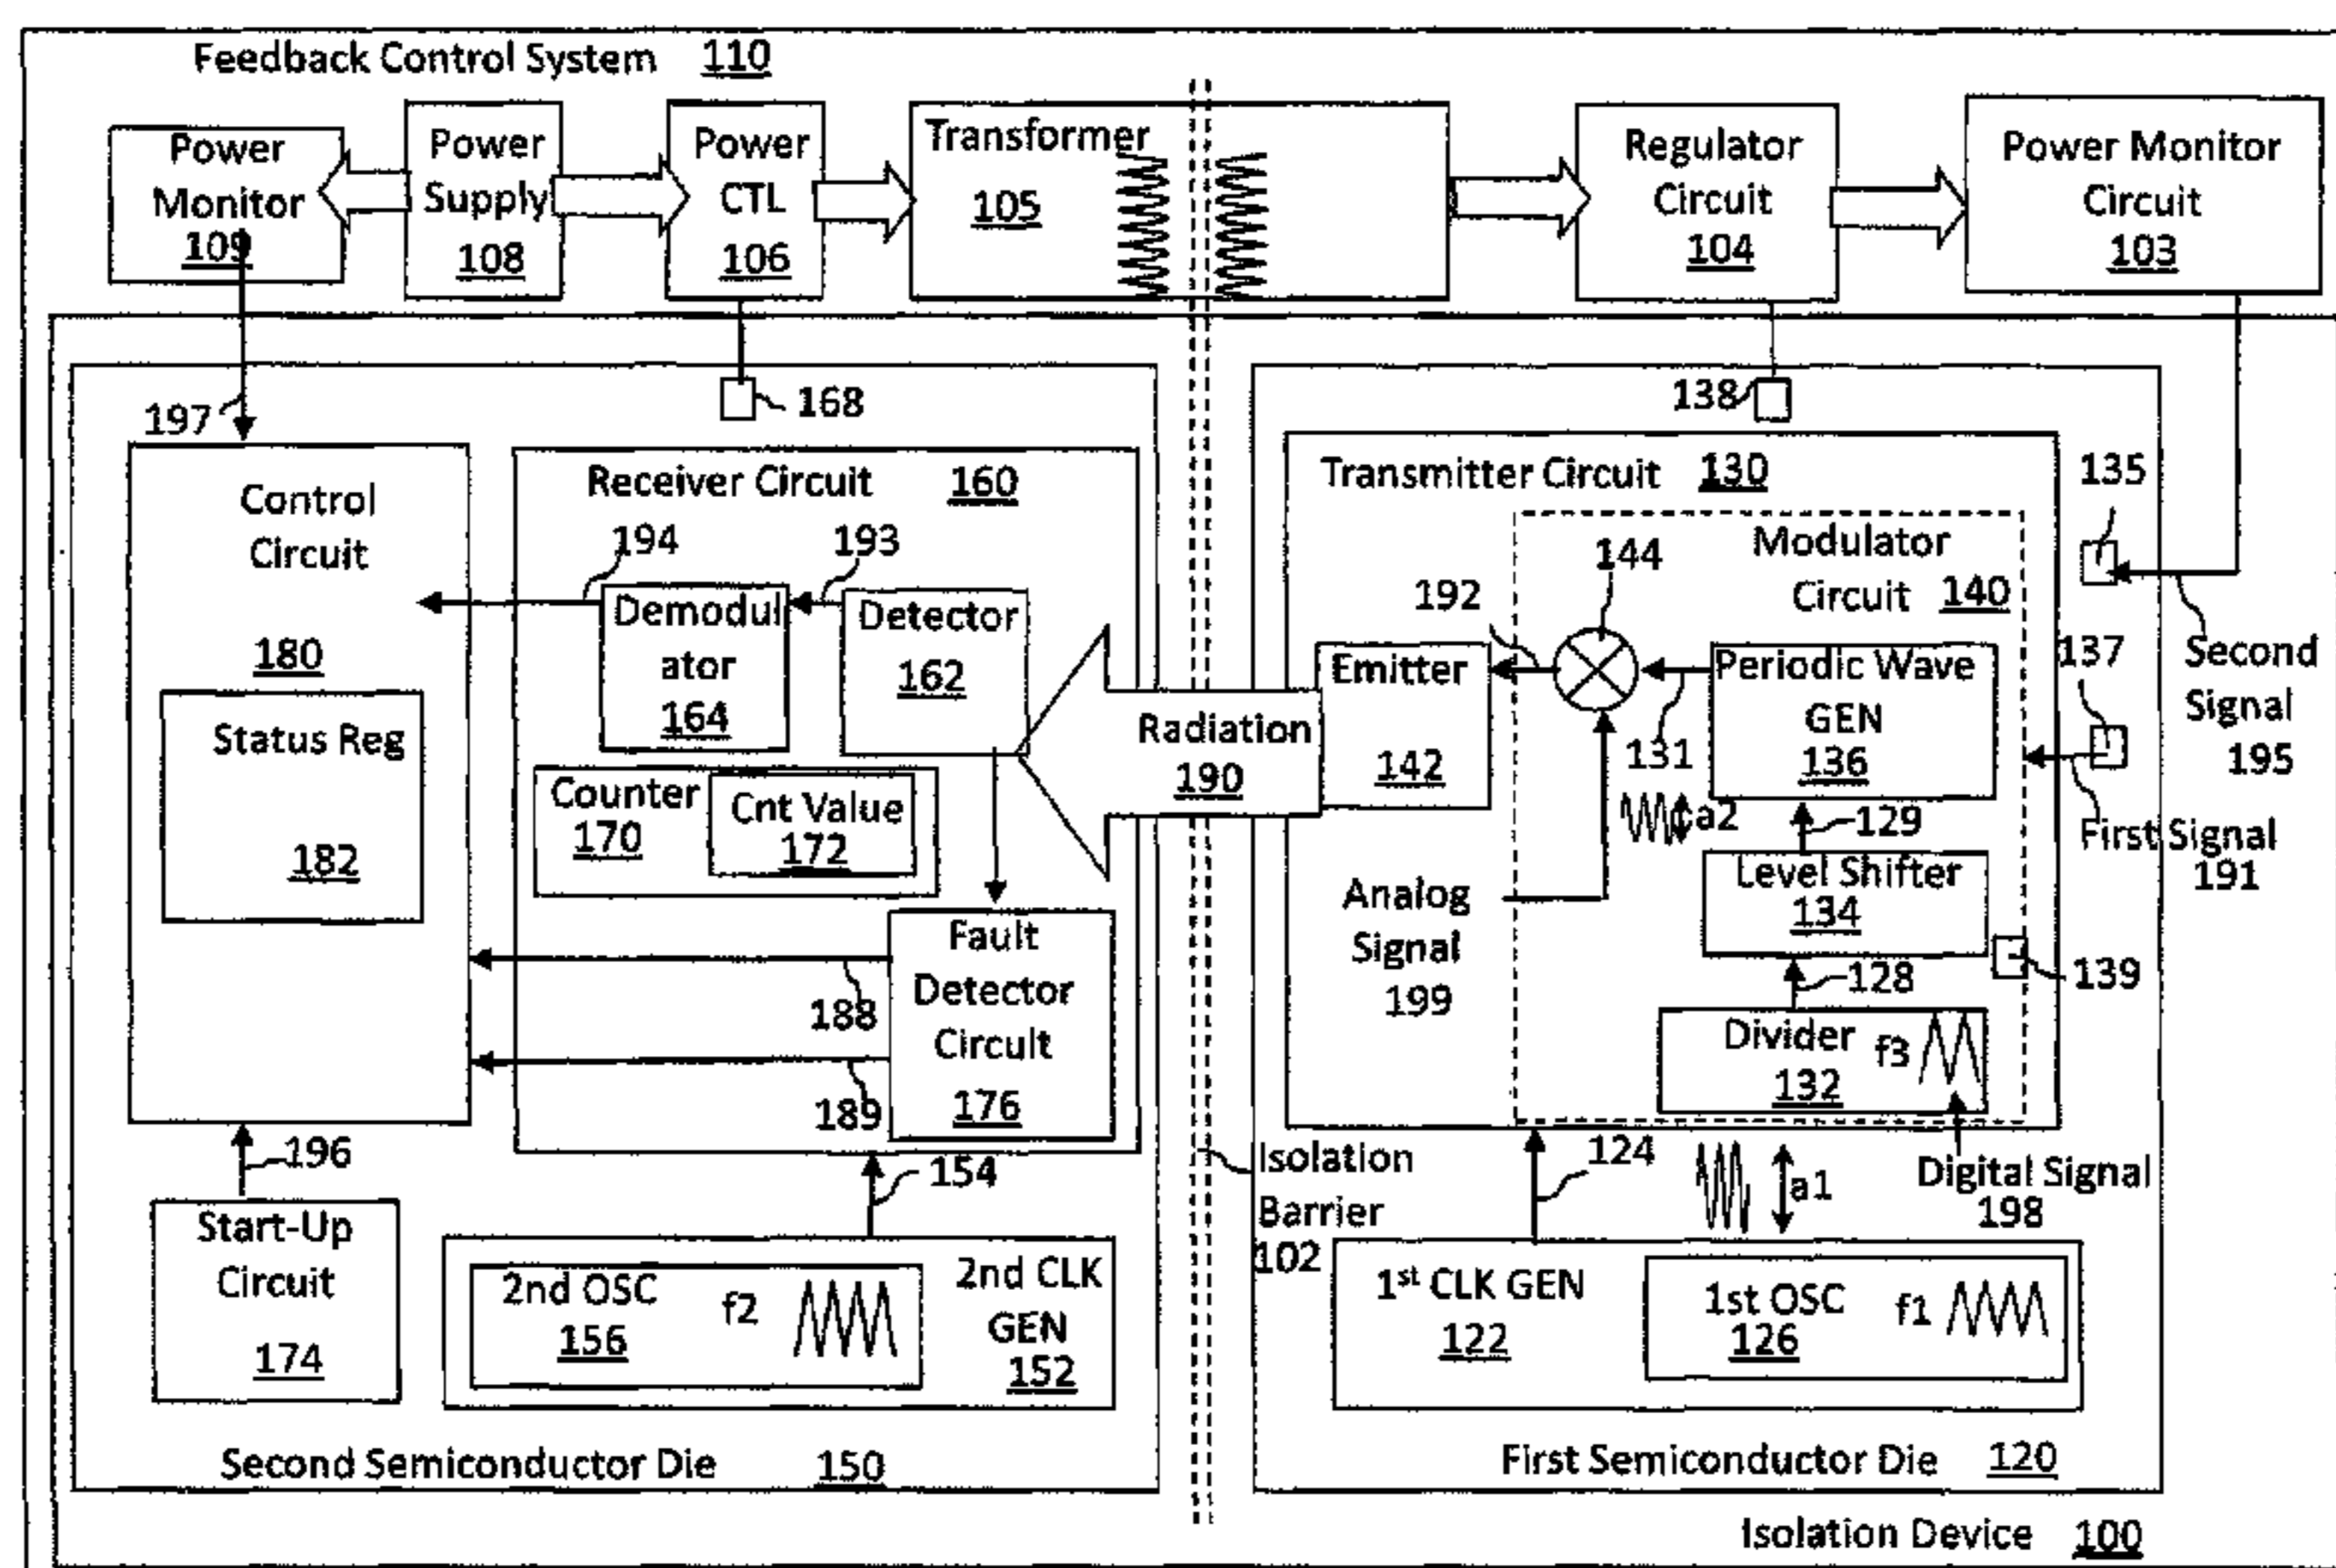 Feedback Control System 110
Power
Monitor
109
Power
Supply
108
Power
CTL
106
Transformer
105
Regulator
Circuit
104
Power Monitor
Circuit
103
197
168
138
Control
Circuit
180
Status Reg
182
Receiver Circuit 160
194
193
Demodul
ator
164
Detector
162
Counter
170
Cnt Value
172
Fault
Detector
Circult
176
188
189
196
Start-Up
Circuit
174
154
2nd OSC
156
f2
2nd CLK
GEN
152
Second Semiconductor Die 150
Radiation
190
Isolation
Barrier
102
Transmitter Circuit 130
Modulator
Circuit 140
144
192
Emitter
142
Periodic Wave
GEN
136
131
a2
129
Level Shifter
134
128
139
Divider
132
f3
Analog
Signal
199
135
137
Second
Signal
195
First Signal
191
124
a1
Digital Signal
198
1st CLK GEN
122
1st OSC
126
f1
First Semiconductor Die 120
Isolation Device 100